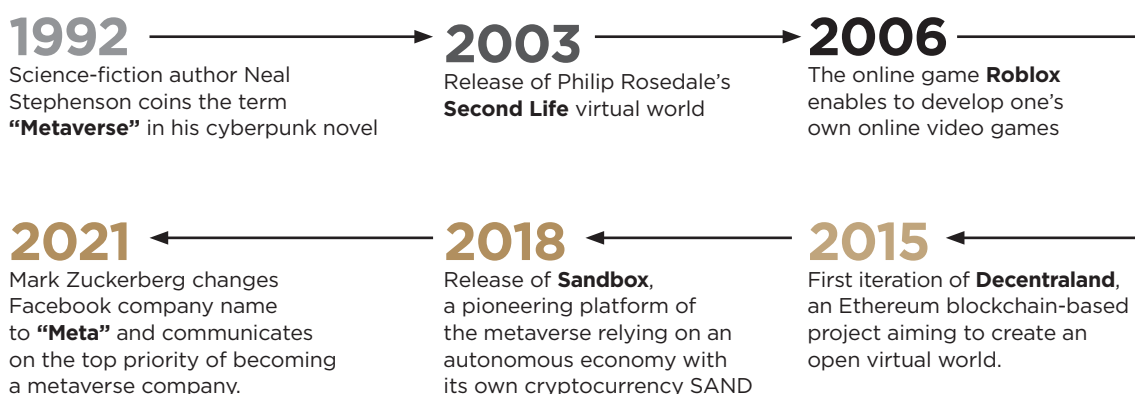 1992
Science-fiction author Neal
Stephenson coins the term
“Metaverse” in his cyberpunk novel
2003
Release of Philip Rosedale’s
Second Life virtual world
2006
The online game Roblox
enables to develop one’s
own online video games
2015
First iteration of Decentraland,
an Ethereum blockchain-based
project aiming to create an
open virtual world.
2018
Release of Sandbox,
a pioneering platform of
the metaverse relying on an
autonomous economy with
its own cryptocurrency SAND
2021
Mark Zuckerberg changes
Facebook company name
to “Meta” and communicates
on the top priority of becoming
a metaverse company.